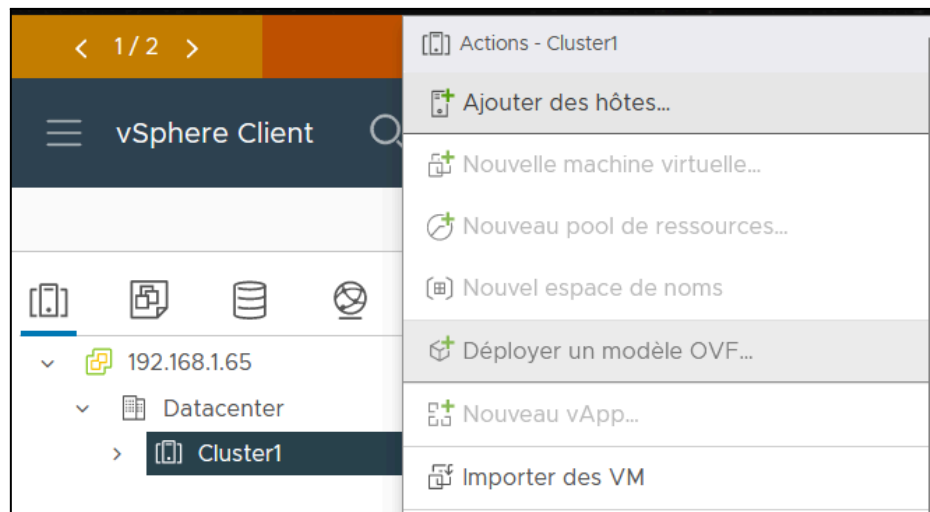 1 / 2
vSphere Client
192.168.1.65
Datacenter
Cluster1
Actions - Cluster1
Ajouter des hôtes...
Nouvelle machine virtuelle...
Nouveau pool de ressources...
Nouvel espace de noms
Déployer un modèle OVF...
Nouveau vApp...
Importer des VM